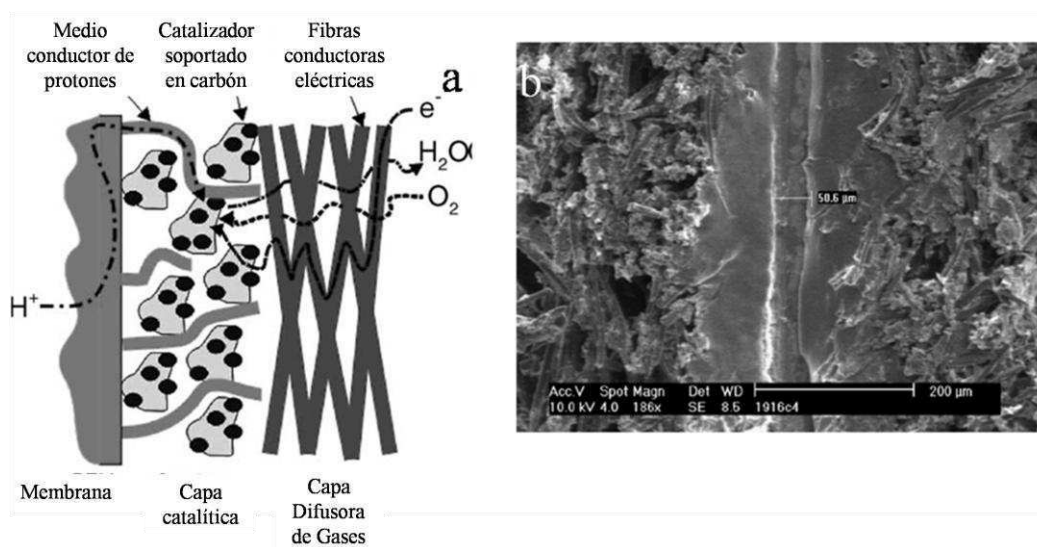 Medio
conductor de
protones
Catalizador
soportado
en carbón
Fibras
conductoras
eléctricas
a
e-
H₂O
O₂
H⁺
Membrana
Capa
catalítica
Capa
Difusora
de Gases
b
50.6 µm
Acc.V Spot Magn Det WD 200 µm
10.0 kV 4.0 186x SE 8.5 1916c4